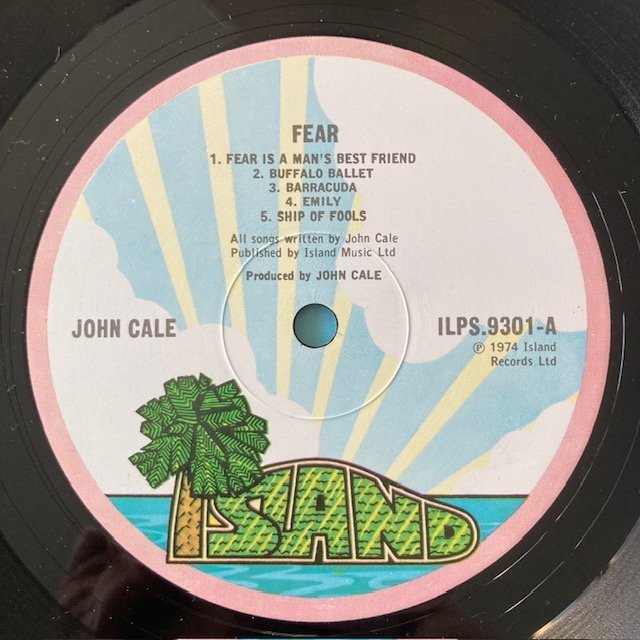 FEAR
1. FEAR IS A MAN'S BEST FRIEND
2. BUFFALO BALLET
3. BARRACUDA
4. EMILY
5. SHIP OF FOOLS
All songs written by John Cale
Published by Island Music Ltd
Produced by JOHN CALE
JOHN CALE
ILPS.9301-A
℗ 1974 Island
Records Ltd
ISLAND